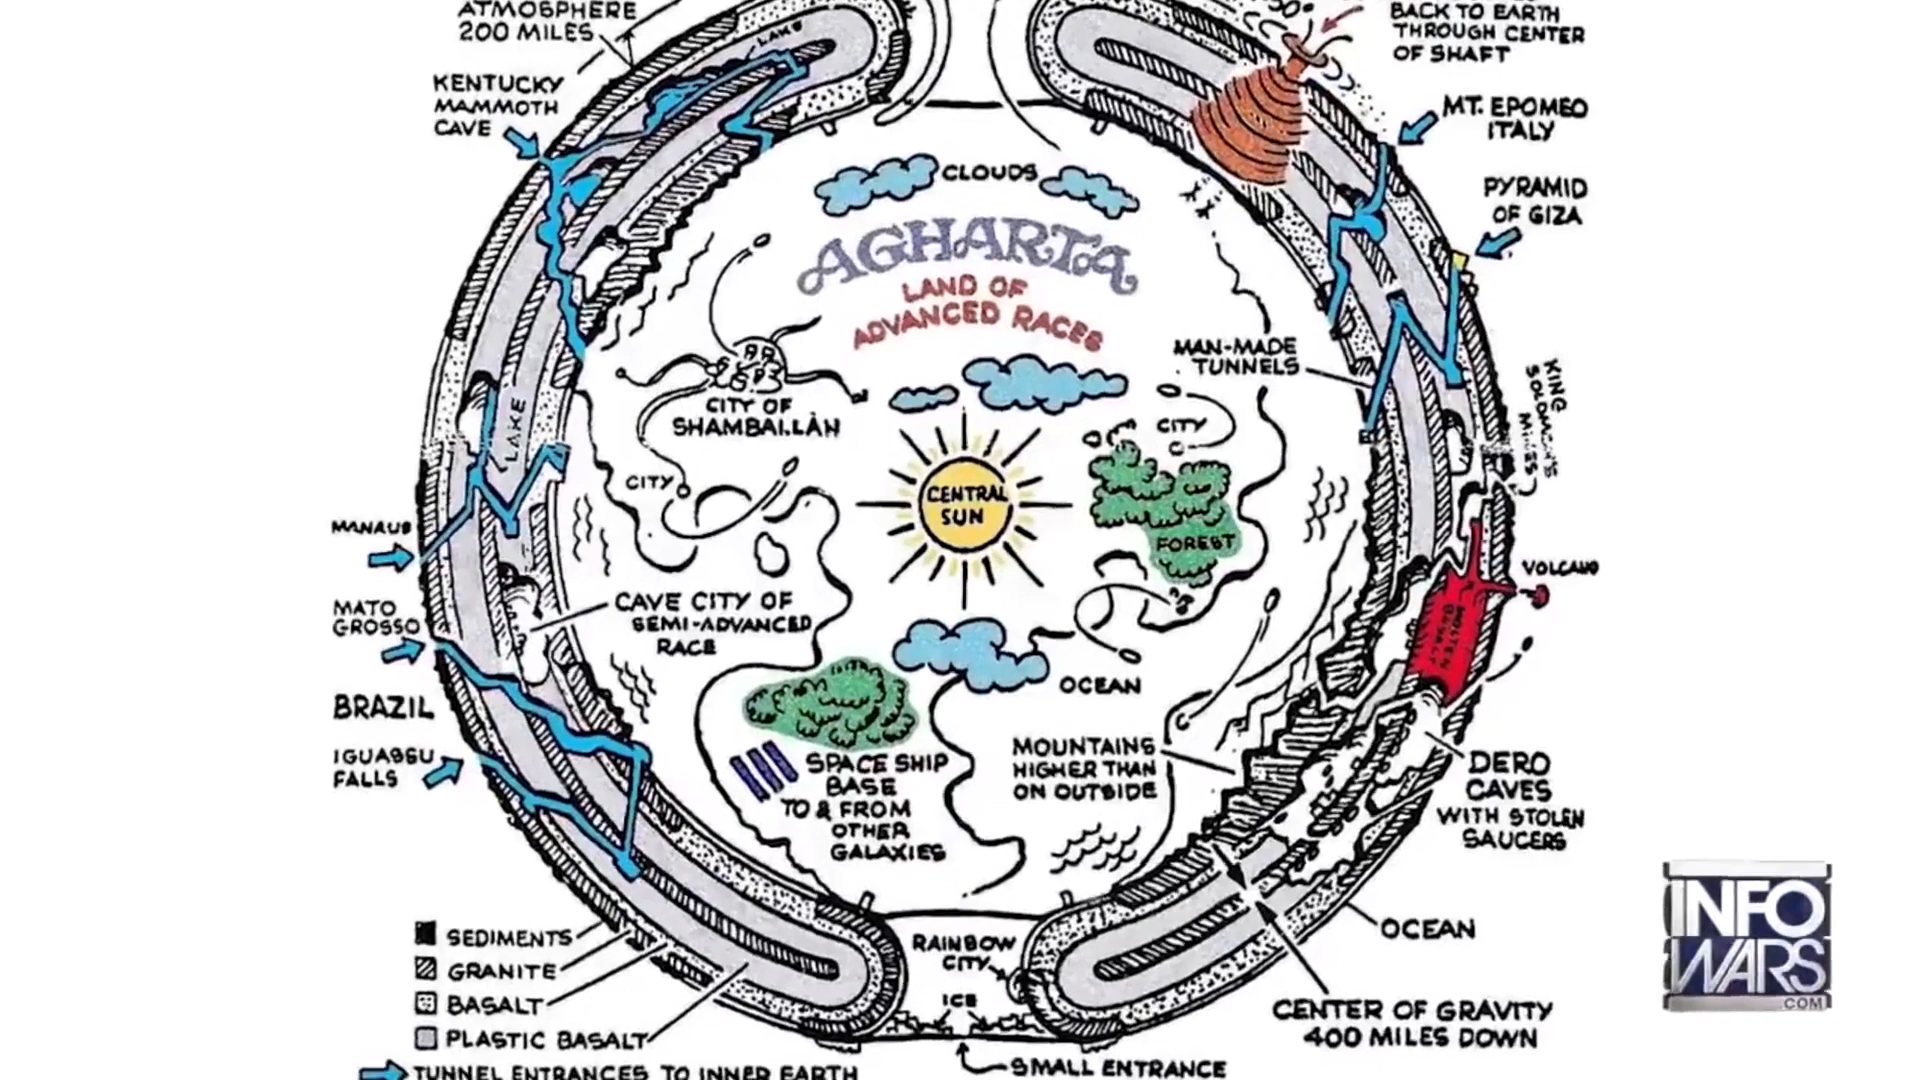 ATMOSPHERE
200 MILES
BACK TO EARTH
THROUGH CENTER
OF SHAFT
LAKE
KENTUCKY
MAMMOTH
CAVE
MT. EPOMEO
ITALY
PYRAMID
OF GIZA
CLOUDS
AGHARTA
LAND OF
ADVANCED RACES
MAN-MADE
TUNNELS
KING
SOLOMON'S
MINES
CITY OF
SHAMBALLAH
CITY
LAKE
CITY
CENTRAL
SUN
FOREST
MANAUS
VOLCANO
MATO
GROSSO
CAVE CITY OF
SEMI-ADVANCED
RACE
MOLTEN
OCEAN
BRAZIL
IGUASSU
FALLS
SPACE SHIP
BASE
TO & FROM
OTHER
GALAXIES
MOUNTAINS
HIGHER THAN
ON OUTSIDE
DERO
CAVES
WITH STOLEN
SAUCERS
OCEAN
SEDIMENTS
GRANITE
BASALT
PLASTIC BASALT
TUNNEL ENTRANCES TO INNER EARTH
RAINBOW
CITY
ICE
SMALL ENTRANCE
CENTER OF GRAVITY
400 MILES DOWN
INFO
WARS
.COM